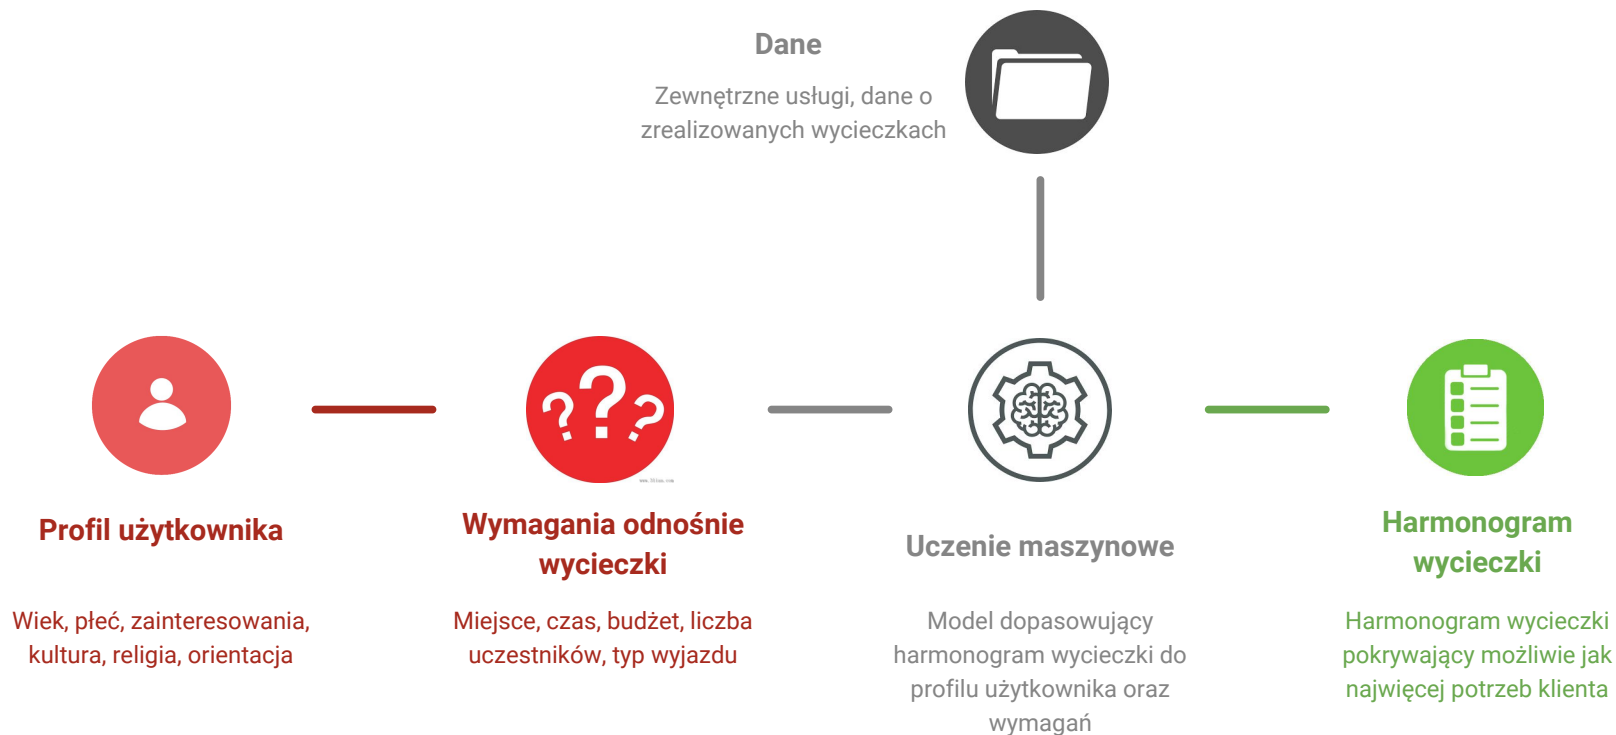 Dane
Zewnętrzne usługi, dane o
zrealizowanych wycieczkach
???
Profil użytkownika
Wiek, płeć, zainteresowania,
kultura, religia, orientacja
Wymagania odnośnie
wycieczki
Miejsce, czas, budżet, liczba
uczestników, typ wyjazdu
Uczenie maszynowe
Model dopasowujący
harmonogram wycieczki do
profilu użytkownika oraz
wymagań
Harmonogram
wycieczki
Harmonogram wycieczki
pokrywający możliwie jak
najwięcej potrzeb klienta